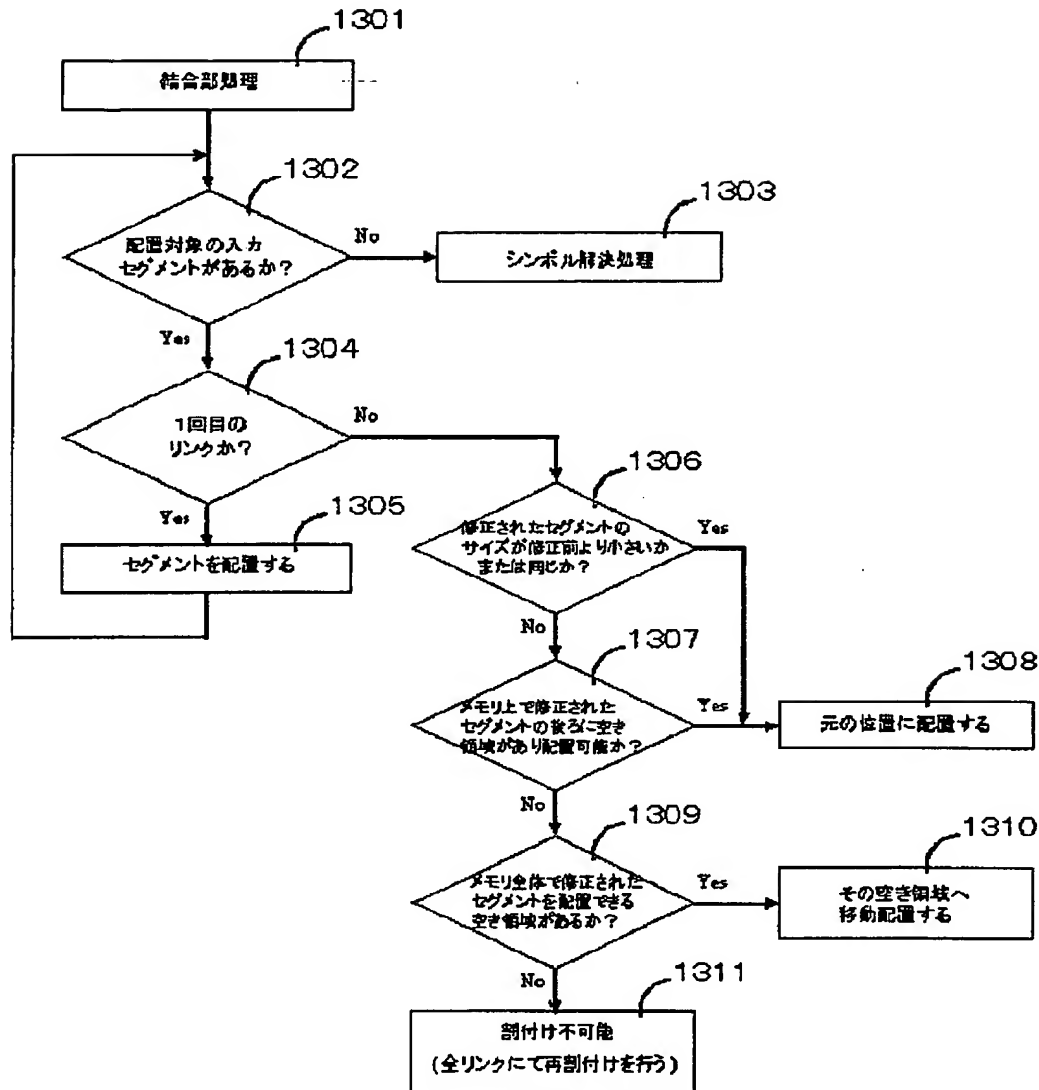 1301
結合部処理
1302
配置対象の入力
セグメントがあるか？
No
1303
シンボル解決処理
Yes
1304
1回目の
リンクか？
No
Yes
1305
セグメントを配置する
1306
修正されたセグメントの
サイズが修正前より小さいか
または同じか？
Yes
No
1307
メモリ上で修正された
セグメントの後ろに空き
領域があり配置可能か？
Yes
1308
元の位置に配置する
No
1309
メモリ全体で修正された
セグメントを配置できる
空き領域があるか？
Yes
1310
その空き領域へ
移動配置する
No
1311
割付け不可能
(全リンクにて再割付けを行う)